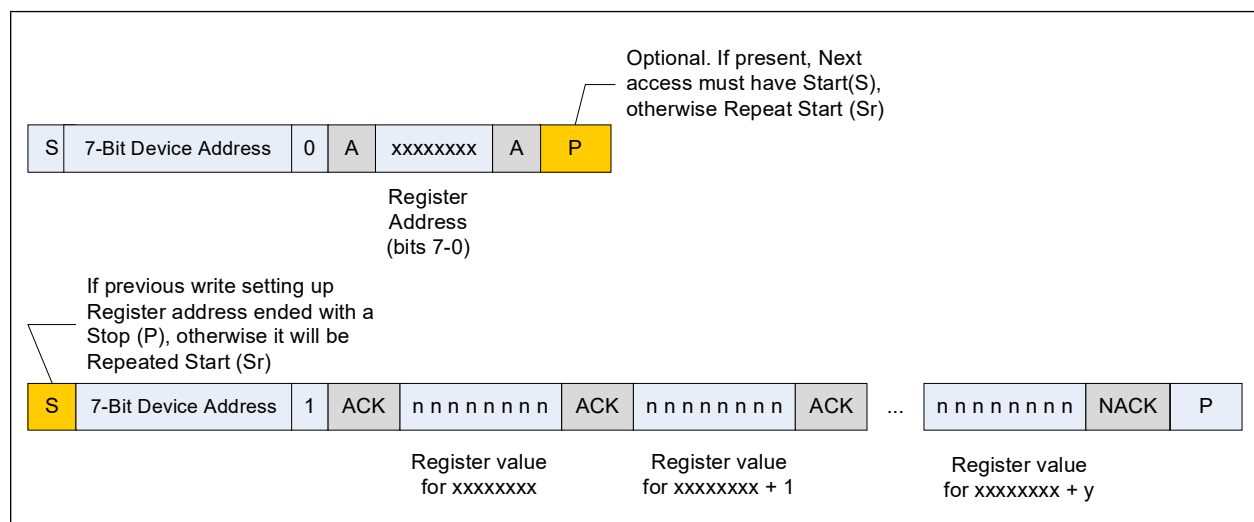 Optional. If present, Next
access must have Start(S),
otherwise Repeat Start (Sr)
S 7-Bit Device Address 0 A xxxxxxxx A P
Register
Address
(bits 7-0)
If previous write setting up
Register address ended with a
Stop (P), otherwise it will be
Repeated Start (Sr)
S 7-Bit Device Address 1 ACK n n n n n n n n ACK n n n n n n n n ACK ... n n n n n n n n NACK P
Register value
for xxxxxxxx
Register value
for xxxxxxxx + 1
Register value
for xxxxxxxx + y